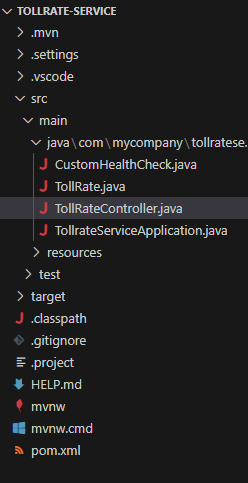 TOLLRATE-SERVICE
.mvn
.settings
.vscode
src
main
java\com\mycompany\tollratese...
CustomHealthCheck.java
TollRate.java
TollRateController.java
TollrateServiceApplication.java
resources
test
target
.classpath
.gitignore
.project
HELP.md
mvnw
mvnw.cmd
pom.xml